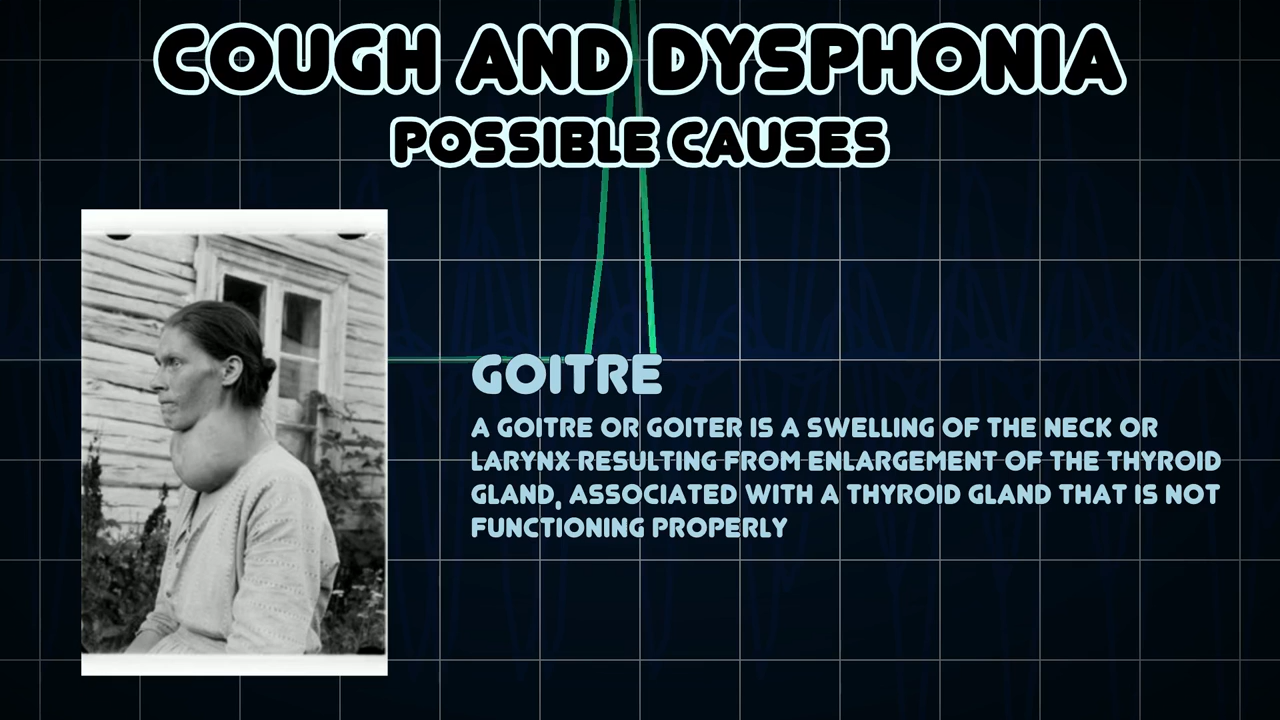 COUGH AND DYSPHONIA
POSSIBLE CAUSES
GOITRE
A GOITRE OR GOITER IS A SWELLING OF THE NECK OR
LARYNX RESULTING FROM ENLARGEMENT OF THE THYROID
GLAND, ASSOCIATED WITH A THYROID GLAND THAT IS NOT
FUNCTIONING PROPERLY